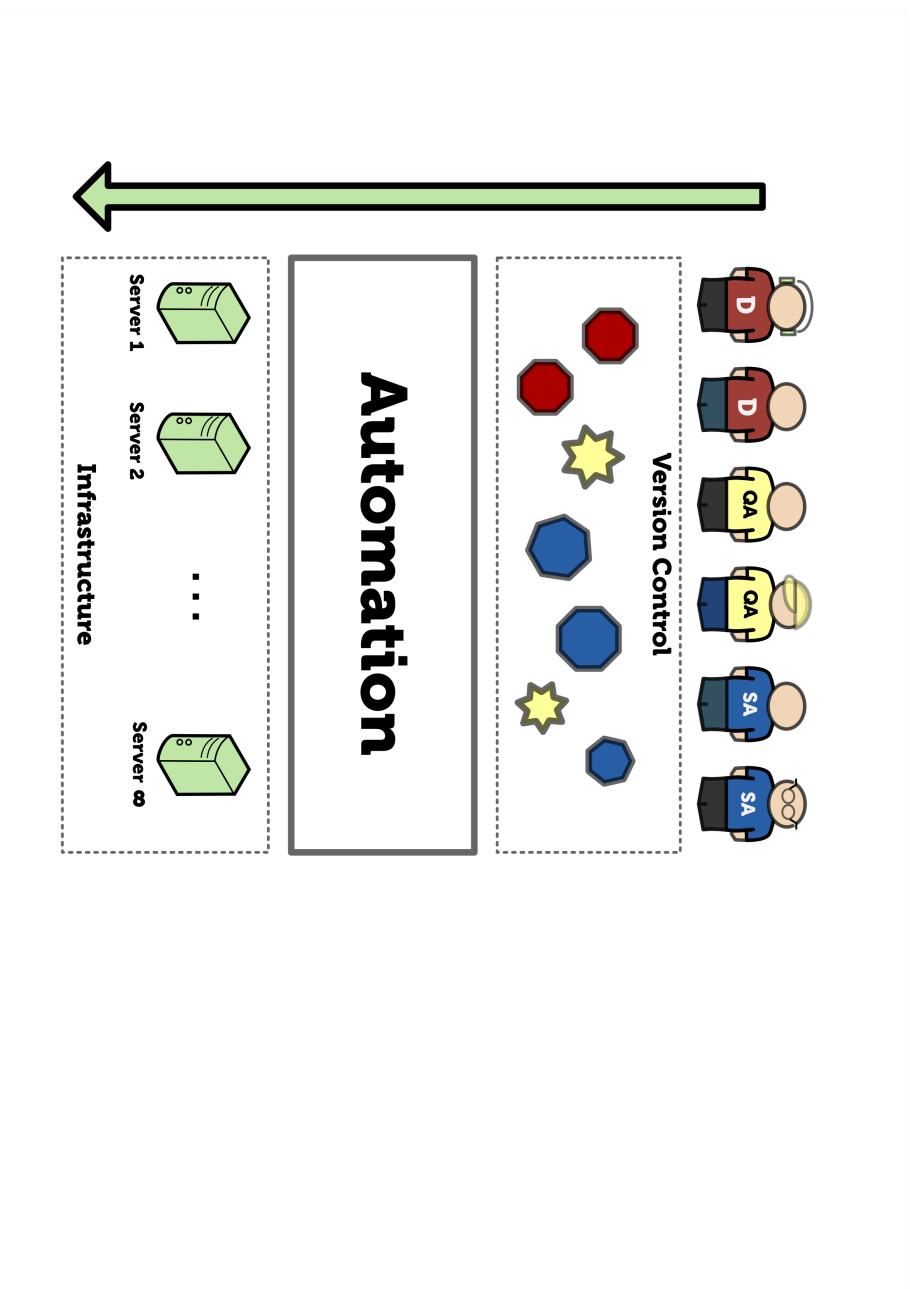 D
D
QA
QA
SA
SA
Version Control
Automation
Server 1
Server 2
...
Server ∞
Infrastructure